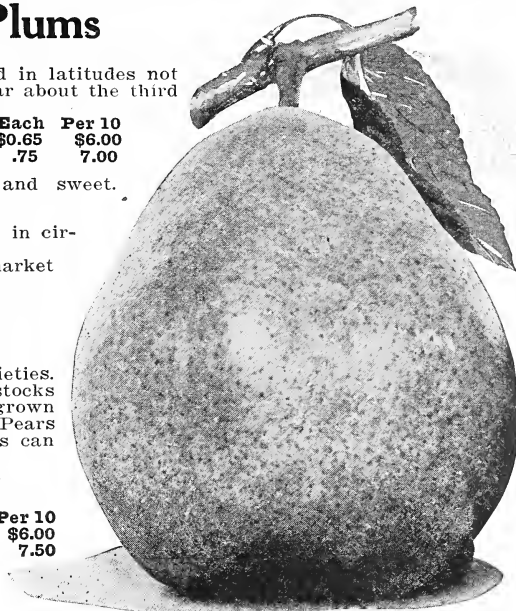 Plums
d in latitudes not
ar about the third
Each Per 10
$0.65 $6.00
.75 7.00
and sweet.
in cir-
arket
ieties.
stocks
grown
Pears
s can
Per 10
$6.00
7.50